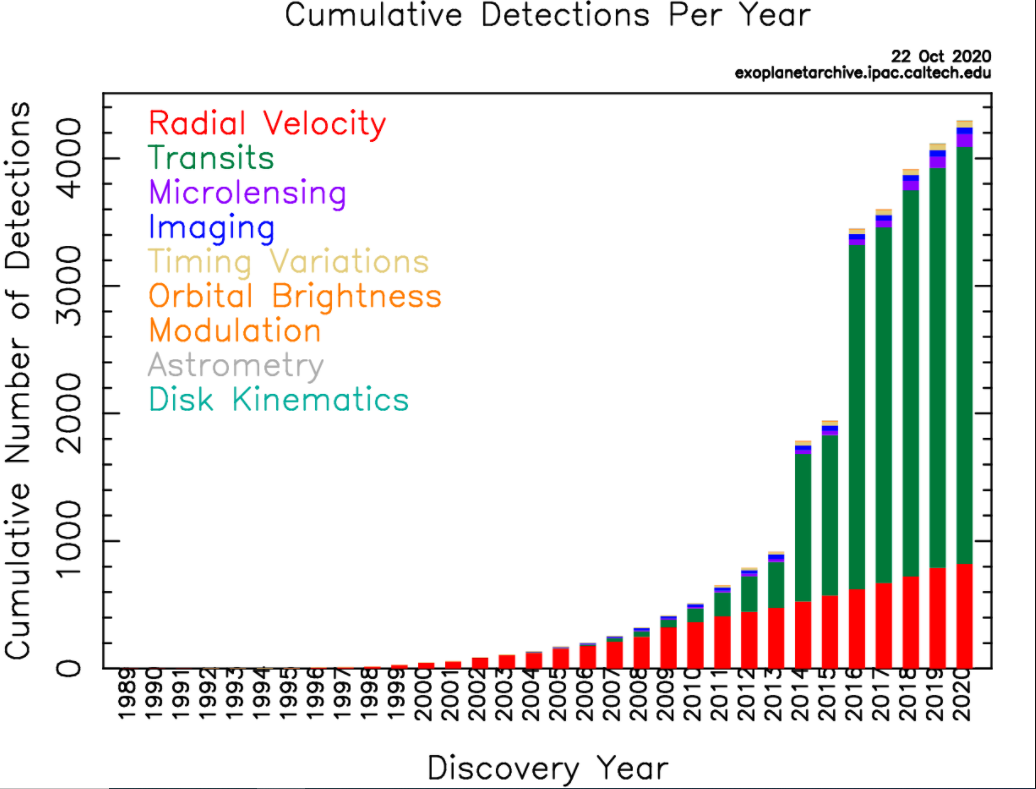 Cumulative Detections Per Year
22 Oct 2020
exoplanetarchive.ipac.caltech.edu
Cumulative Number of Detections
4000
3000
2000
1000
0
Radial Velocity
Transits
Microlensing
Imaging
Timing Variations
Orbital Brightness
Modulation
Astrometry
Disk Kinematics
1989
1990
1991
1992
1993
1994
1995
1996
1997
1998
1999
2000
2001
2002
2003
2004
2005
2006
2007
2008
2009
2010
2011
2012
2013
2014
2015
2016
2017
2018
2019
2020
Discovery Year